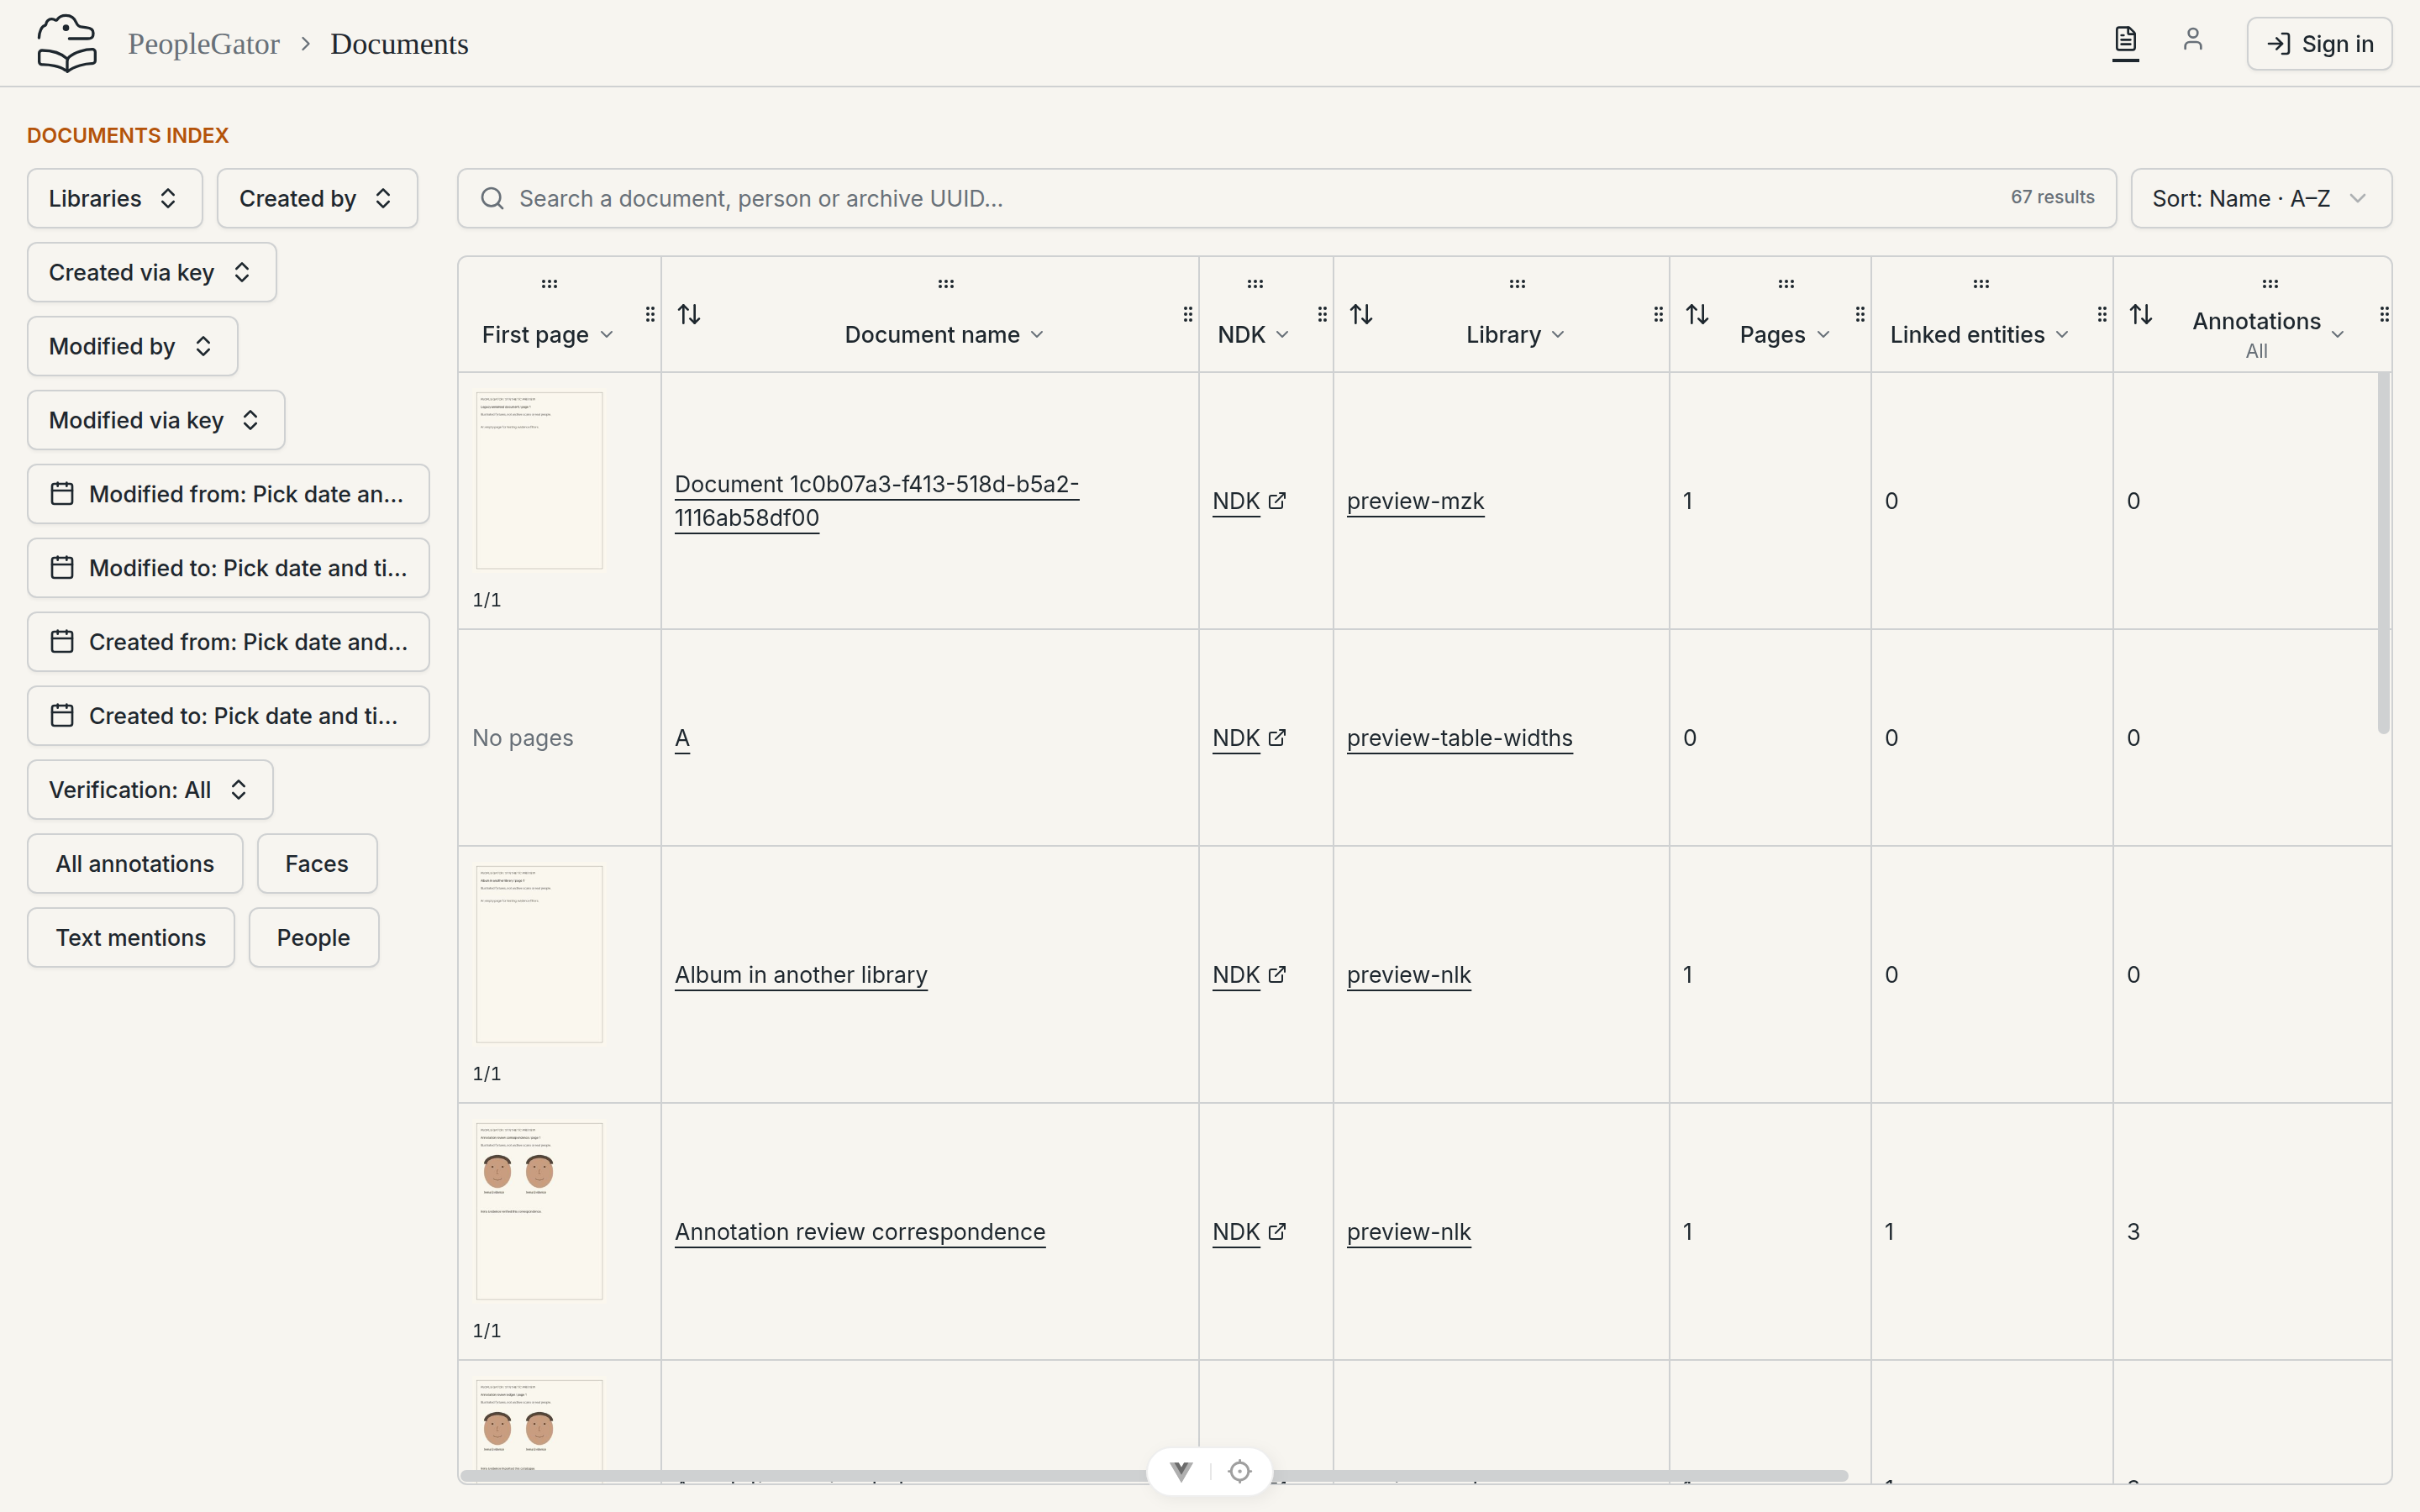 PeopleGator > Documents
Sign in
DOCUMENTS INDEX
Libraries
Created by
Created via key
Modified by
Modified via key
Modified from: Pick date an...
Modified to: Pick date and ti...
Created from: Pick date and...
Created to: Pick date and ti...
Verification: All
All annotations
Faces
Text mentions
People
Search a document, person or archive UUID...
67 results
Sort: Name · A–Z
First page
Document name
NDK
Library
Pages
Linked entities
Annotations
All
1/1
Document 1c0b07a3-f413-518d-b5a2-
1116ab58df00
NDK
preview-mzk
1
0
0
No pages
A
NDK
preview-table-widths
0
0
0
1/1
Album in another library
NDK
preview-nlk
1
0
0
1/1
Annotation review correspondence
NDK
preview-nlk
1
1
3